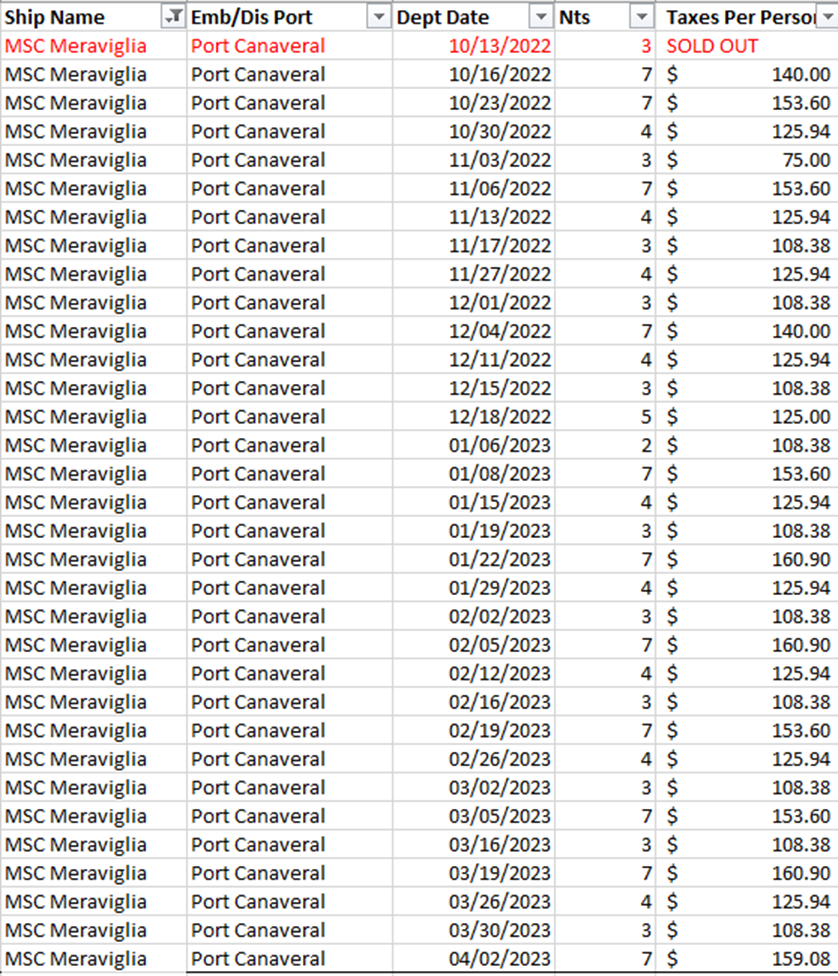 Ship Name Emb/Dis Port Dept Date Nts Taxes Per Person
MSC Meraviglia Port Canaveral 10/13/2022 3 SOLD OUT
MSC Meraviglia Port Canaveral 10/16/2022 7 $ 140.00
MSC Meraviglia Port Canaveral 10/23/2022 7 $ 153.60
MSC Meraviglia Port Canaveral 10/30/2022 4 $ 125.94
MSC Meraviglia Port Canaveral 11/03/2022 3 $ 75.00
MSC Meraviglia Port Canaveral 11/06/2022 7 $ 153.60
MSC Meraviglia Port Canaveral 11/13/2022 4 $ 125.94
MSC Meraviglia Port Canaveral 11/17/2022 3 $ 108.38
MSC Meraviglia Port Canaveral 11/27/2022 4 $ 125.94
MSC Meraviglia Port Canaveral 12/01/2022 3 $ 108.38
MSC Meraviglia Port Canaveral 12/04/2022 7 $ 140.00
MSC Meraviglia Port Canaveral 12/11/2022 4 $ 125.94
MSC Meraviglia Port Canaveral 12/15/2022 3 $ 108.38
MSC Meraviglia Port Canaveral 12/18/2022 5 $ 125.00
MSC Meraviglia Port Canaveral 01/06/2023 2 $ 108.38
MSC Meraviglia Port Canaveral 01/08/2023 7 $ 153.60
MSC Meraviglia Port Canaveral 01/15/2023 4 $ 125.94
MSC Meraviglia Port Canaveral 01/19/2023 3 $ 108.38
MSC Meraviglia Port Canaveral 01/22/2023 7 $ 160.90
MSC Meraviglia Port Canaveral 01/29/2023 4 $ 125.94
MSC Meraviglia Port Canaveral 02/02/2023 3 $ 108.38
MSC Meraviglia Port Canaveral 02/05/2023 7 $ 160.90
MSC Meraviglia Port Canaveral 02/12/2023 4 $ 125.94
MSC Meraviglia Port Canaveral 02/16/2023 3 $ 108.38
MSC Meraviglia Port Canaveral 02/19/2023 7 $ 153.60
MSC Meraviglia Port Canaveral 02/26/2023 4 $ 125.94
MSC Meraviglia Port Canaveral 03/02/2023 3 $ 108.38
MSC Meraviglia Port Canaveral 03/05/2023 7 $ 153.60
MSC Meraviglia Port Canaveral 03/16/2023 3 $ 108.38
MSC Meraviglia Port Canaveral 03/19/2023 7 $ 160.90
MSC Meraviglia Port Canaveral 03/26/2023 4 $ 125.94
MSC Meraviglia Port Canaveral 03/30/2023 3 $ 108.38
MSC Meraviglia Port Canaveral 04/02/2023 7 $ 159.08